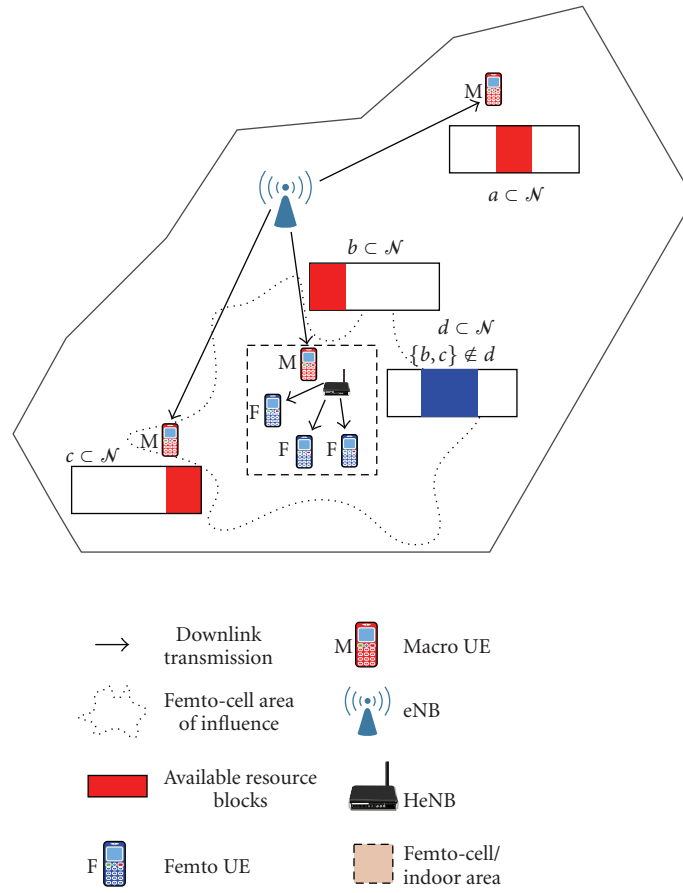 M
a ⊂ 𝒩
b ⊂ 𝒩
d ⊂ 𝒩
{b, c} ∉ d
M
F
F
F
M
c ⊂ 𝒩
Downlink
transmission
M
Macro UE
Femto-cell area
of influence
eNB
Available resource
blocks
HeNB
F
Femto UE
Femto-cell/
indoor area